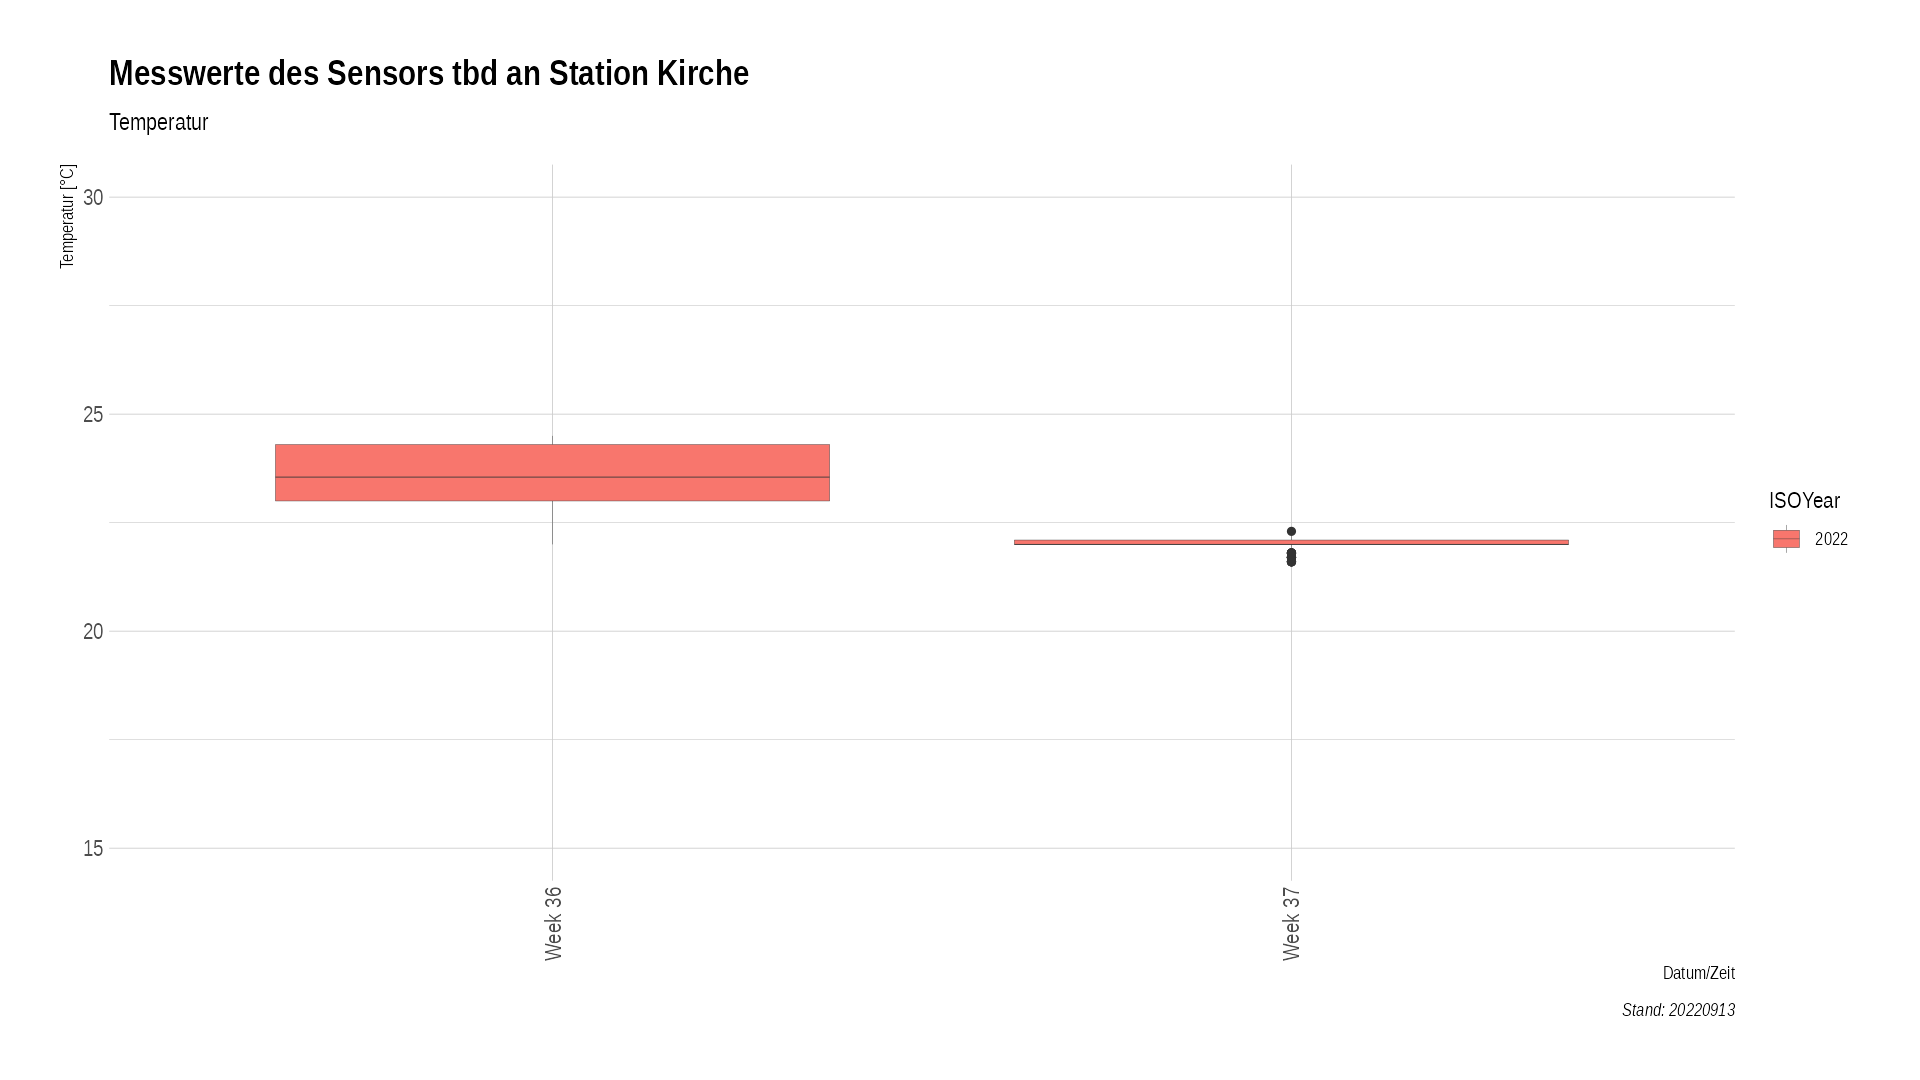 Messwerte des Sensors tbd an Station Kirche
Temperatur
Temperatur [°C]
30
25
20
15
Week 36
Week 37
Datum/Zeit
Stand: 20220913
ISOYear
2022